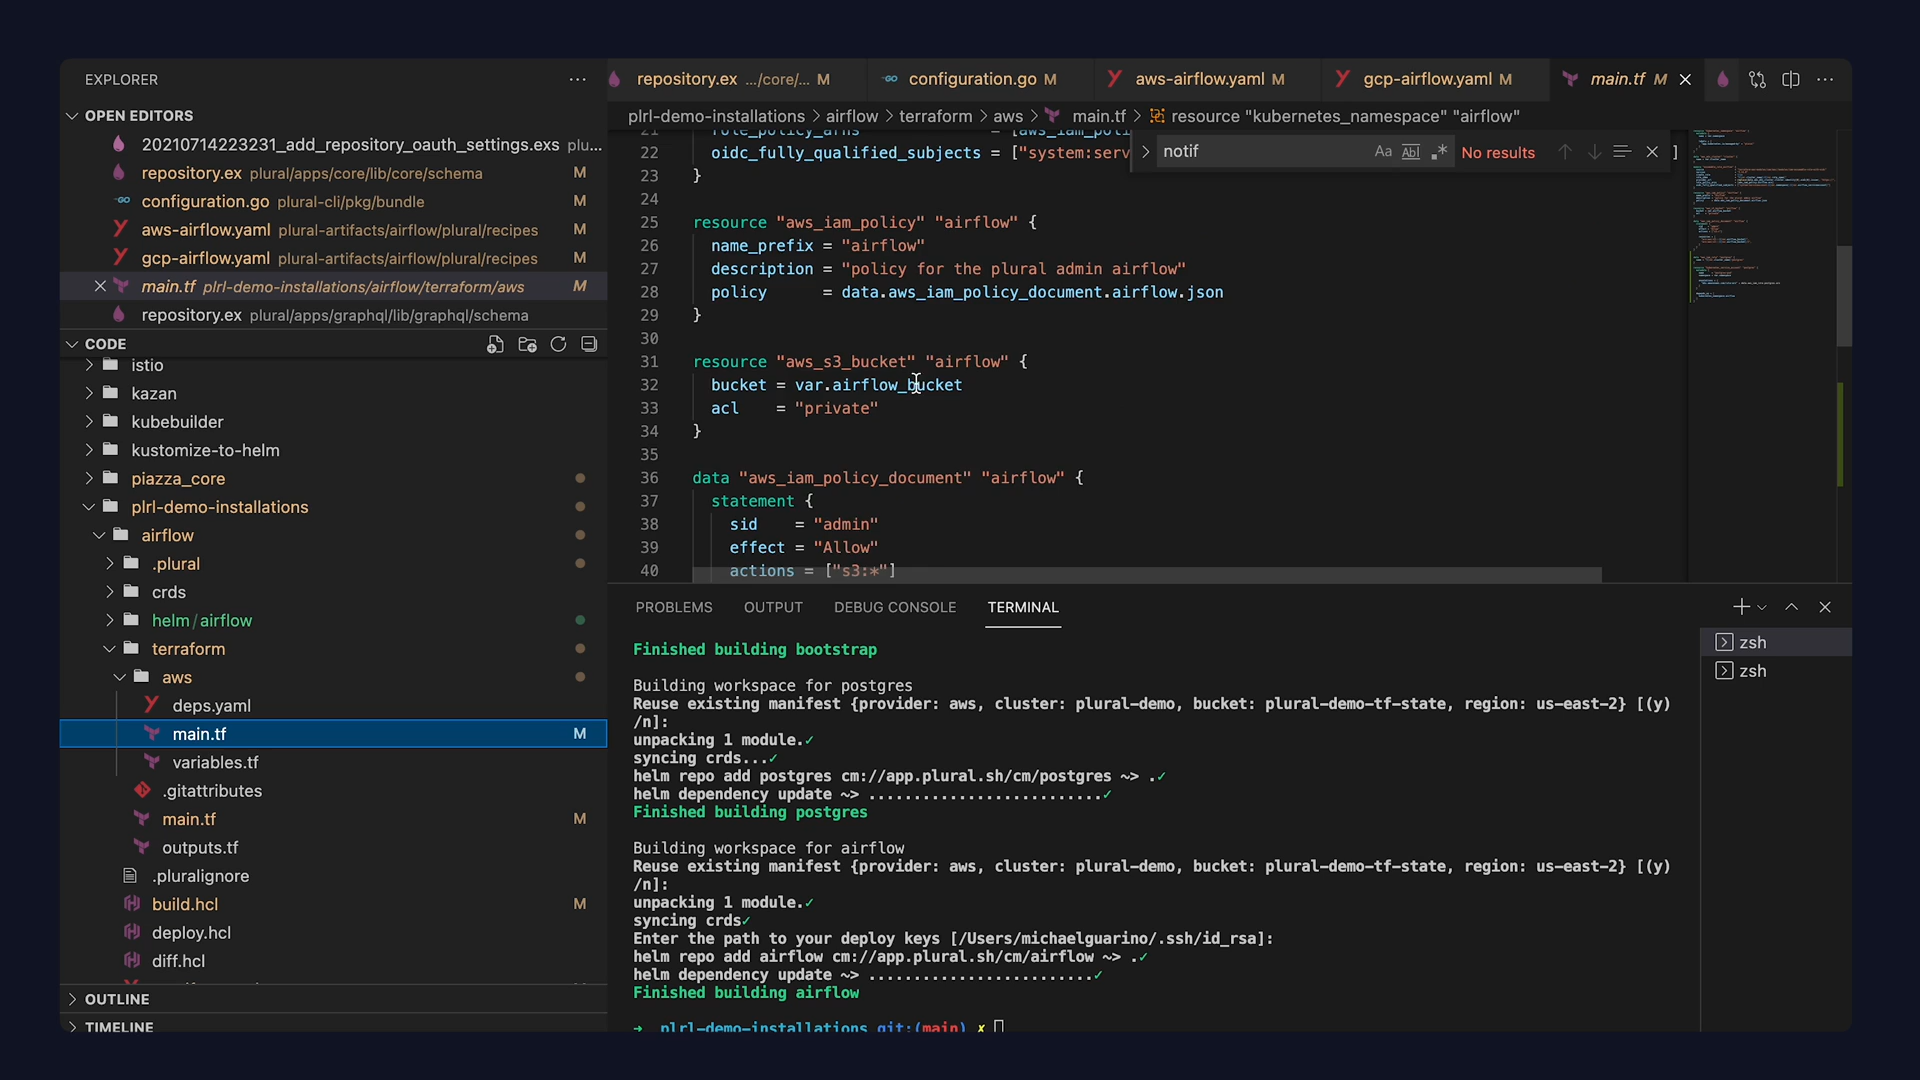 EXPLORER
OPEN EDITORS
20210714223231_add_repository_oauth_settings.exs plu...
repository.ex plural/apps/core/lib/core/schema M
configuration.go plural-cli/pkg/bundle M
aws-airflow.yaml plural-artifacts/airflow/plural/recipes M
gcp-airflow.yaml plural-artifacts/airflow/plural/recipes M
main.tf plrl-demo-installations/airflow/terraform/aws M
repository.ex plural/apps/graphql/lib/graphql/schema
CODE
istio
kazan
kubebuilder
kustomize-to-helm
piazza_core
plrl-demo-installations
airflow
.plural
crds
helm/airflow
terraform
aws
deps.yaml
main.tf M
variables.tf
.gitattributes
main.tf M
outputs.tf
.pluralignore
build.hcl M
deploy.hcl
diff.hcl
OUTLINE
TIMELINE
repository.ex .../core/... M configuration.go M aws-airflow.yaml M gcp-airflow.yaml M main.tf M
plrl-demo-installations > airflow > terraform > aws > main.tf > resource "kubernetes_namespace" "airflow"
notif Aa Abl .* No results
21 role_policy_arns = [aws_iam_poli
22 oidc_fully_qualified_subjects = ["system:serv ]
23 }
24
25 resource "aws_iam_policy" "airflow" {
26 name_prefix = "airflow"
27 description = "policy for the plural admin airflow"
28 policy = data.aws_iam_policy_document.airflow.json
29 }
30
31 resource "aws_s3_bucket" "airflow" {
32 bucket = var.airflow_bucket
33 acl = "private"
34 }
35
36 data "aws_iam_policy_document" "airflow" {
37 statement {
38 sid = "admin"
39 effect = "Allow"
40 actions = ["s3:*"]
PROBLEMS OUTPUT DEBUG CONSOLE TERMINAL
zsh
zsh
Finished building bootstrap
Building workspace for postgres
Reuse existing manifest {provider: aws, cluster: plural-demo, bucket: plural-demo-tf-state, region: us-east-2} [(y)
/n]:
unpacking 1 module.✓
syncing crds...✓
helm repo add postgres cm://app.plural.sh/cm/postgres ~> .✓
helm dependency update ~> ..........................✓
Finished building postgres
Building workspace for airflow
Reuse existing manifest {provider: aws, cluster: plural-demo, bucket: plural-demo-tf-state, region: us-east-2} [(y)
/n]:
unpacking 1 module.✓
syncing crds✓
Enter the path to your deploy keys [/Users/michaelguarino/.ssh/id_rsa]:
helm repo add airflow cm://app.plural.sh/cm/airflow ~> .✓
helm dependency update ~> .........................✓
Finished building airflow
→ plrl-demo-installations git:(main) ✗